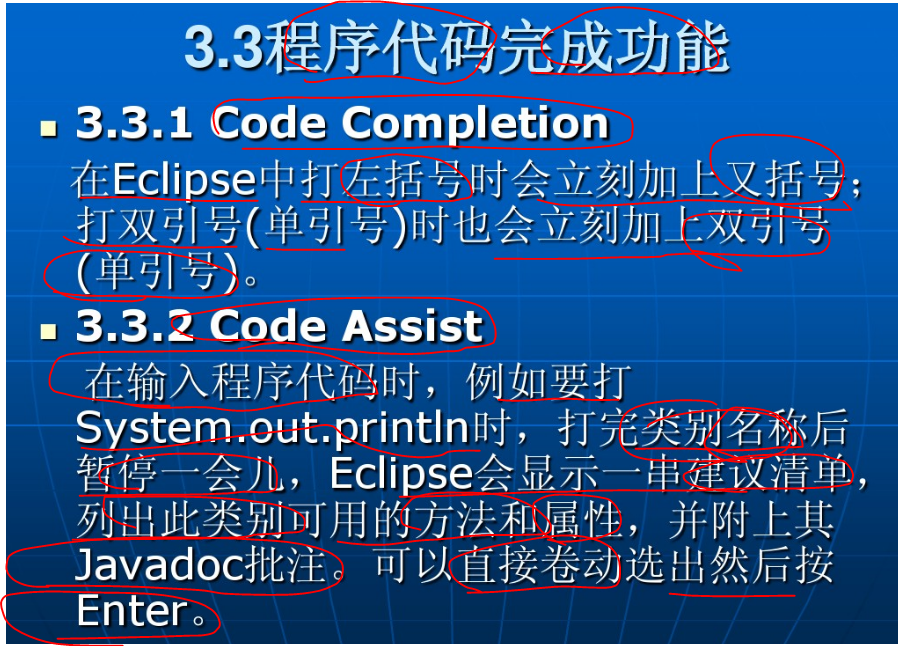 3.3程序代码完成功能
3.3.1 Code Completion
在Eclipse中打左括号时会立刻加上又括号；
打双引号(单引号)时也会立刻加上双引号
(单引号)。
3.3.2 Code Assist
在输入程序代码时，例如要打
System.out.println时，打完类别名称后
暂停一会儿，Eclipse会显示一串建议清单，
列出此类别可用的方法和属性，并附上其
Javadoc批注。可以直接卷动选出然后按
Enter。